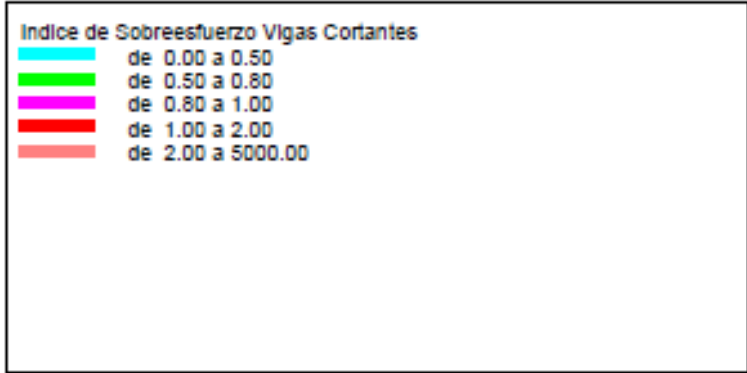 Indice de Sobreesfuerzo Vigas Cortantes
de 0.00 a 0.50
de 0.50 a 0.80
de 0.80 a 1.00
de 1.00 a 2.00
de 2.00 a 5000.00